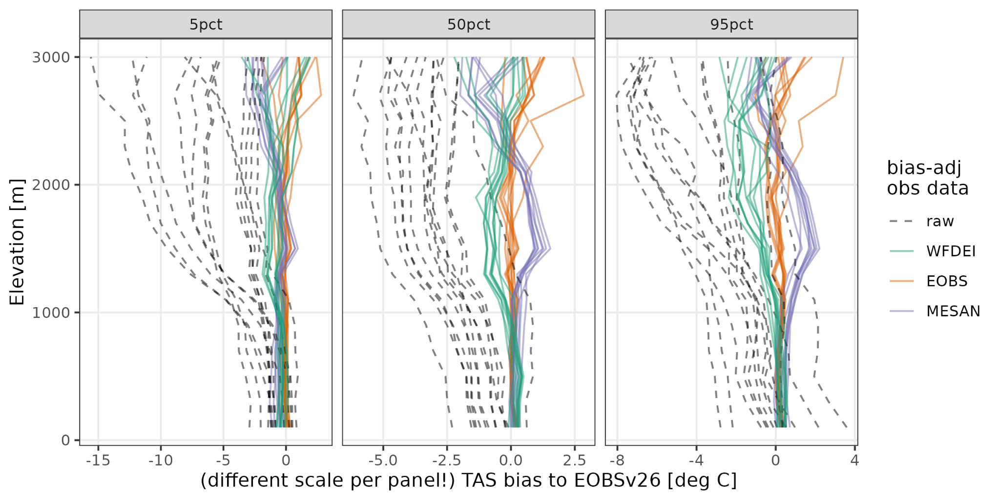 5pct
50pct
95pct
3000
2000
1000
0
Elevation [m]
-15
-10
-5
0
-5.0
-2.5
0.0
2.5
-8
-4
0
4
(different scale per panel!) TAS bias to EOBSv26 [deg C]
bias-adj
obs data
raw
WFDEI
EOBS
MESAN